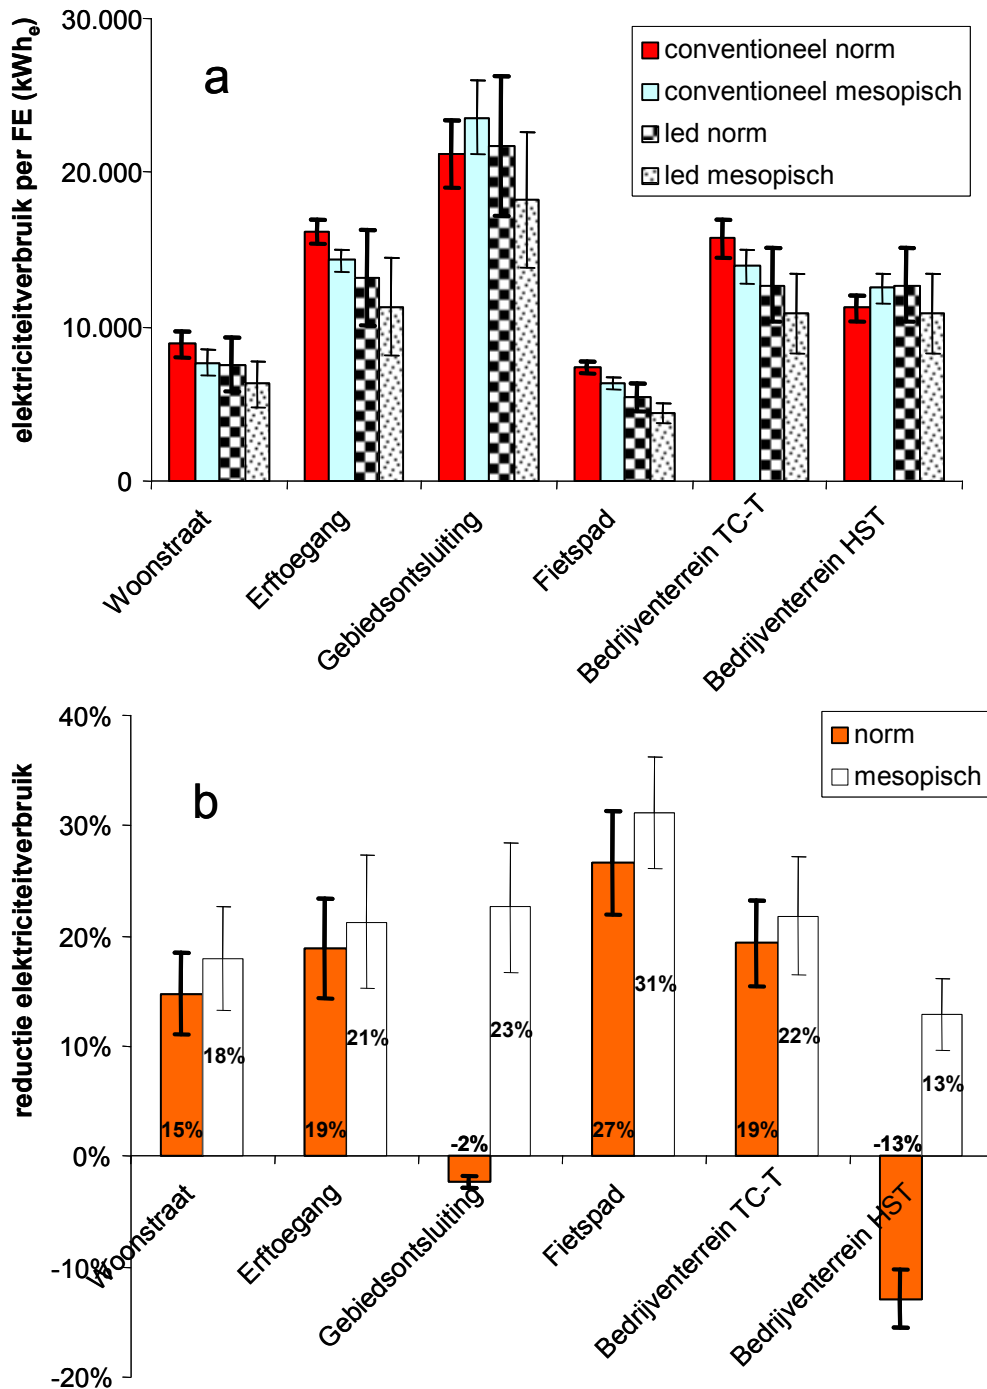 elektriciteitverbruik per FE (kWhₑ)
30.000
20.000
10.000
0
a
conventioneel norm
conventioneel mesopisch
led norm
led mesopisch
Woonstraat
Erftoegang
Gebiedsontsluiting
Fietspad
Bedrijventerrein TC-T
Bedrijventerrein HST
reductie elektriciteitverbruik
40%
30%
20%
10%
0%
-10%
-20%
b
norm
mesopisch
15%
18%
19%
21%
-2%
23%
27%
31%
19%
22%
-13%
13%
Woonstraat
Erftoegang
Gebiedsontsluiting
Fietspad
Bedrijventerrein TC-T
Bedrijventerrein HST